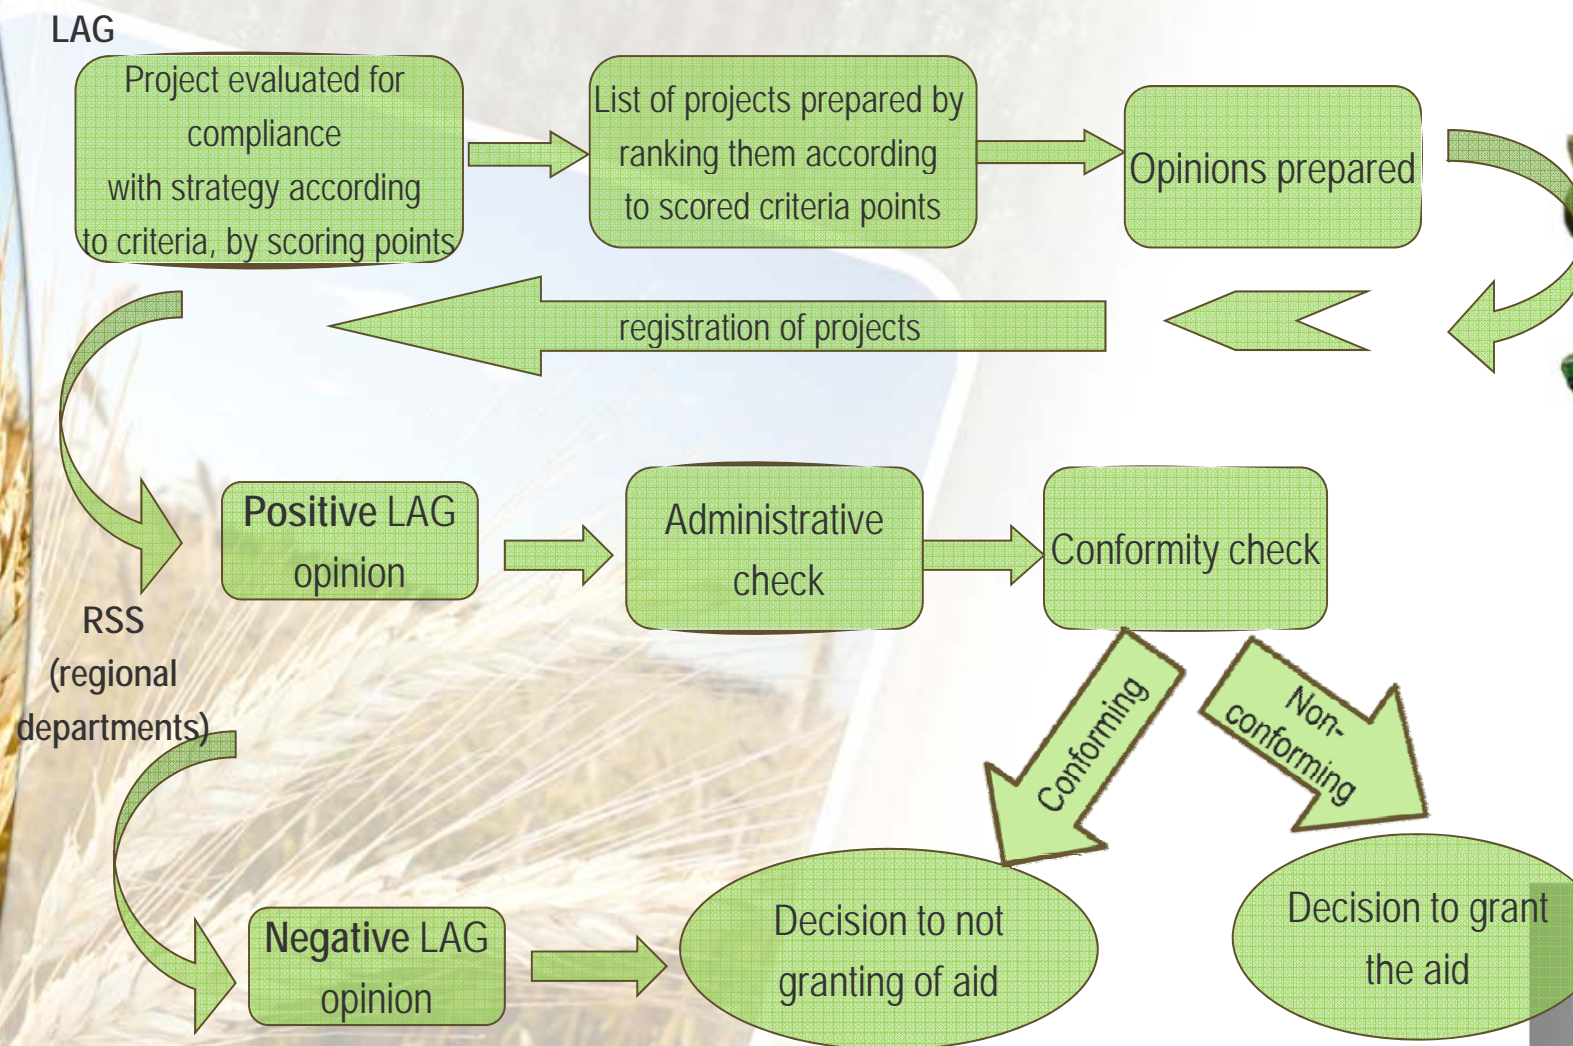 LAG
Project evaluated for
compliance
with strategy according
to criteria, by scoring points
List of projects prepared by
ranking them according
to scored criteria points
Opinions prepared
registration of projects
Positive LAG
opinion
Administrative
check
Conformity check
RSS
(regional
departments)
Conforming
Non-
conforming
Negative LAG
opinion
Decision to not
granting of aid
Decision to grant
the aid